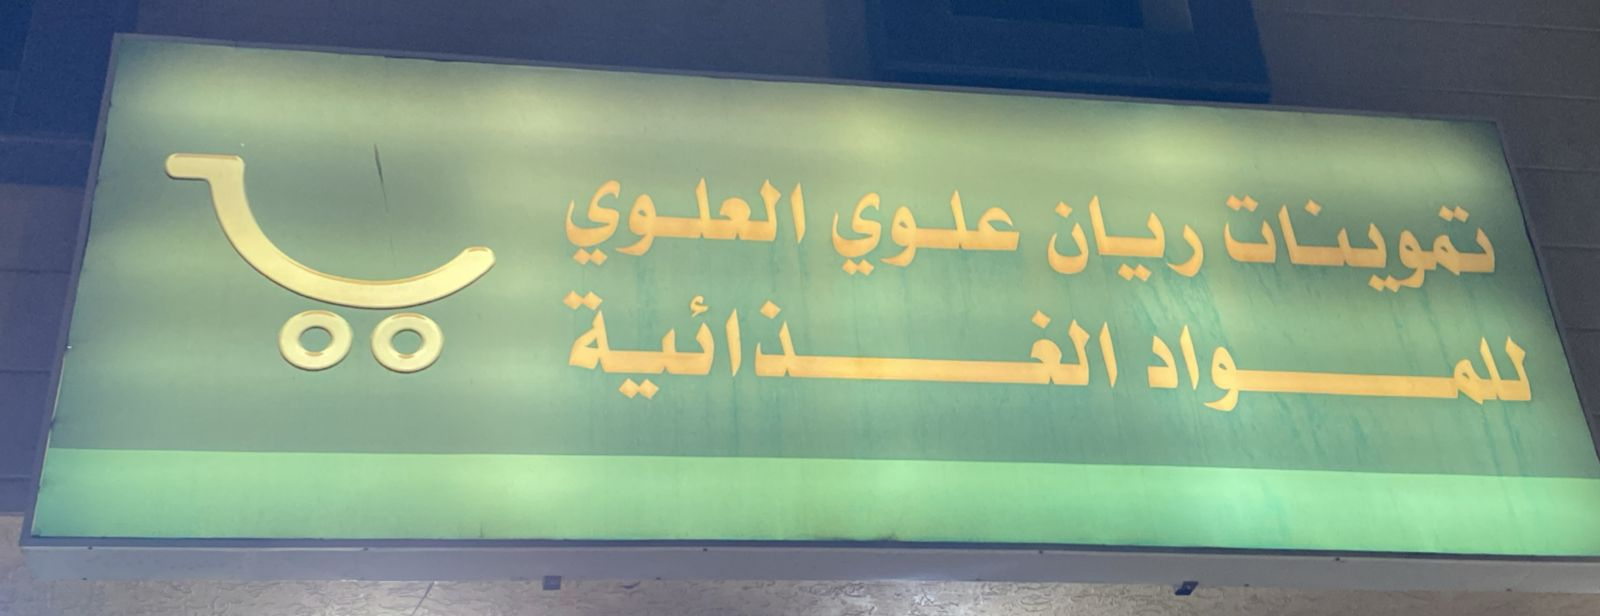 تموينات ريان علوي العلوي
للمواد الغذائية